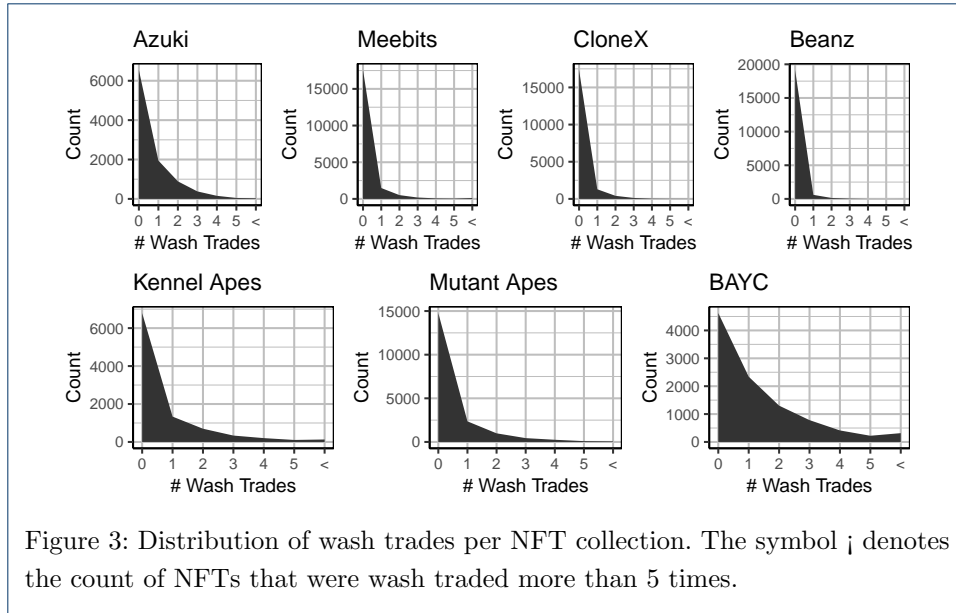 Azuki Meebits CloneX Beanz
Count
6000
4000
2000
0
0 1 2 3 4 5 <
# Wash Trades
Count
15000
10000
5000
0
0 1 2 3 4 5 <
# Wash Trades
Count
15000
10000
5000
0
0 1 2 3 4 5 <
# Wash Trades
Count
20000
15000
10000
5000
0
0 1 2 3 4 5 <
# Wash Trades
Kennel Apes Mutant Apes BAYC
Count
6000
4000
2000
0
0 1 2 3 4 5 <
# Wash Trades
Count
15000
10000
5000
0
0 1 2 3 4 5 <
# Wash Trades
Count
4000
3000
2000
1000
0
0 1 2 3 4 5 <
# Wash Trades
Figure 3: Distribution of wash trades per NFT collection. The symbol ¡ denotes
the count of NFTs that were wash traded more than 5 times.